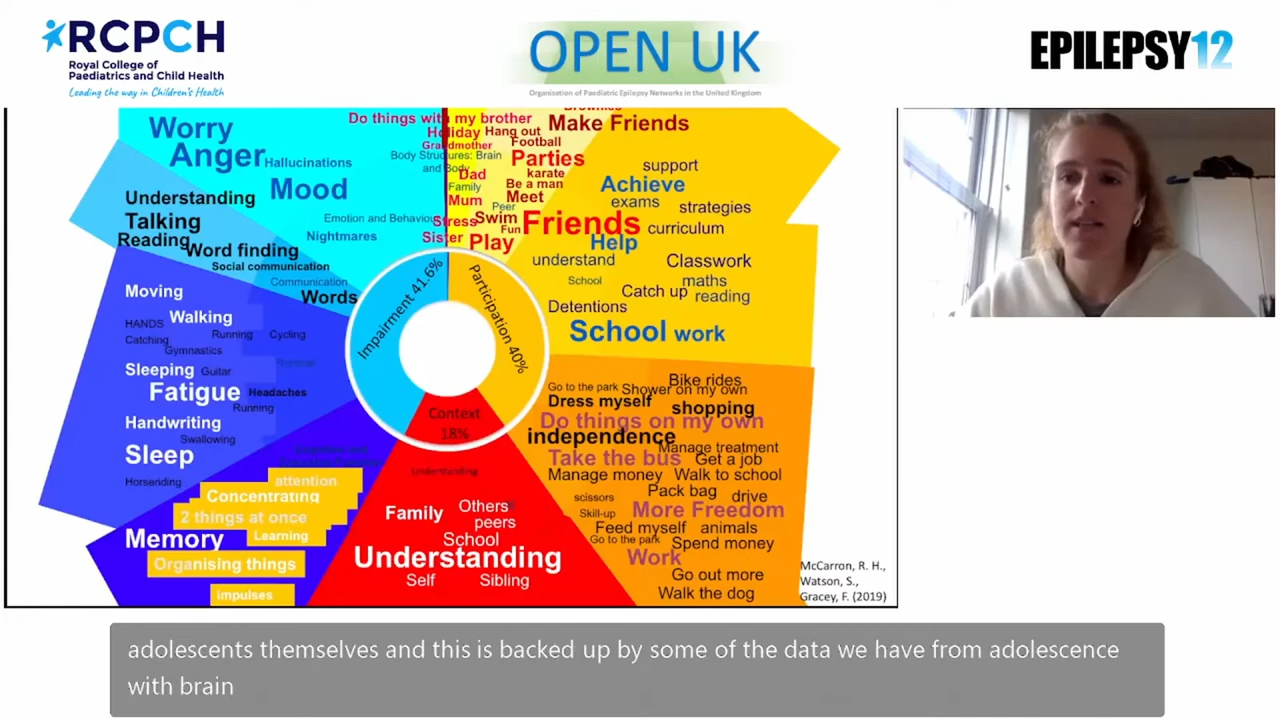 RCPCH
Royal College of
Paediatrics and Child Health
Leading the way in Children's Health
OPEN UK
Organisation of Paediatric Epilepsy Networks in the United Kingdom
EPILEPSY12
Worry
Anger
Hallucinations
Mood
Emotion and Behaviour
Nightmares
Understanding
Talking
Reading
Word finding
Social communication
Communication
Words
Moving
Walking
HANDS
Catching
Running
Cycling
Gymnastics
Physical
Sleeping
Guitar
Fatigue
Headaches
Running
Handwriting
Swallowing
Sleep
Horseriding
attention
Concentrating
2 things at once
Memory
Learning
Organising things
impulses
Brownies
Do things with my brother
Holiday
Hang out
Make Friends
Grandmother
Football
Body Structures: Brain
and Body
Parties
Dad
karate
Family
Be a man
Mum
Meet
Peer
Stress
Swim
Fun
Friends
Sister
Play
support
Achieve
exams
strategies
curriculum
Help
understand
Classwork
School
maths
Catch up
reading
Detentions
School work
Impairment 41.6%
Participation 40%
Context
18%
Understanding
Family
Others
peers
School
Understanding
Self
Sibling
Bike rides
Go to the park
Shower on my own
Dress myself
shopping
Do things on my own
independence
Manage treatment
Take the bus
Get a job
Manage money
Walk to school
Pack bag
scissors
drive
Skill-up
More Freedom
Feed myself
animals
Go to the park
Spend money
Work
Go out more
Walk the dog
McCarron, R. H.,
Watson, S.,
Gracey, F. (2019)
adolescents themselves and this is backed up by some of the data we have from adolescence
with brain